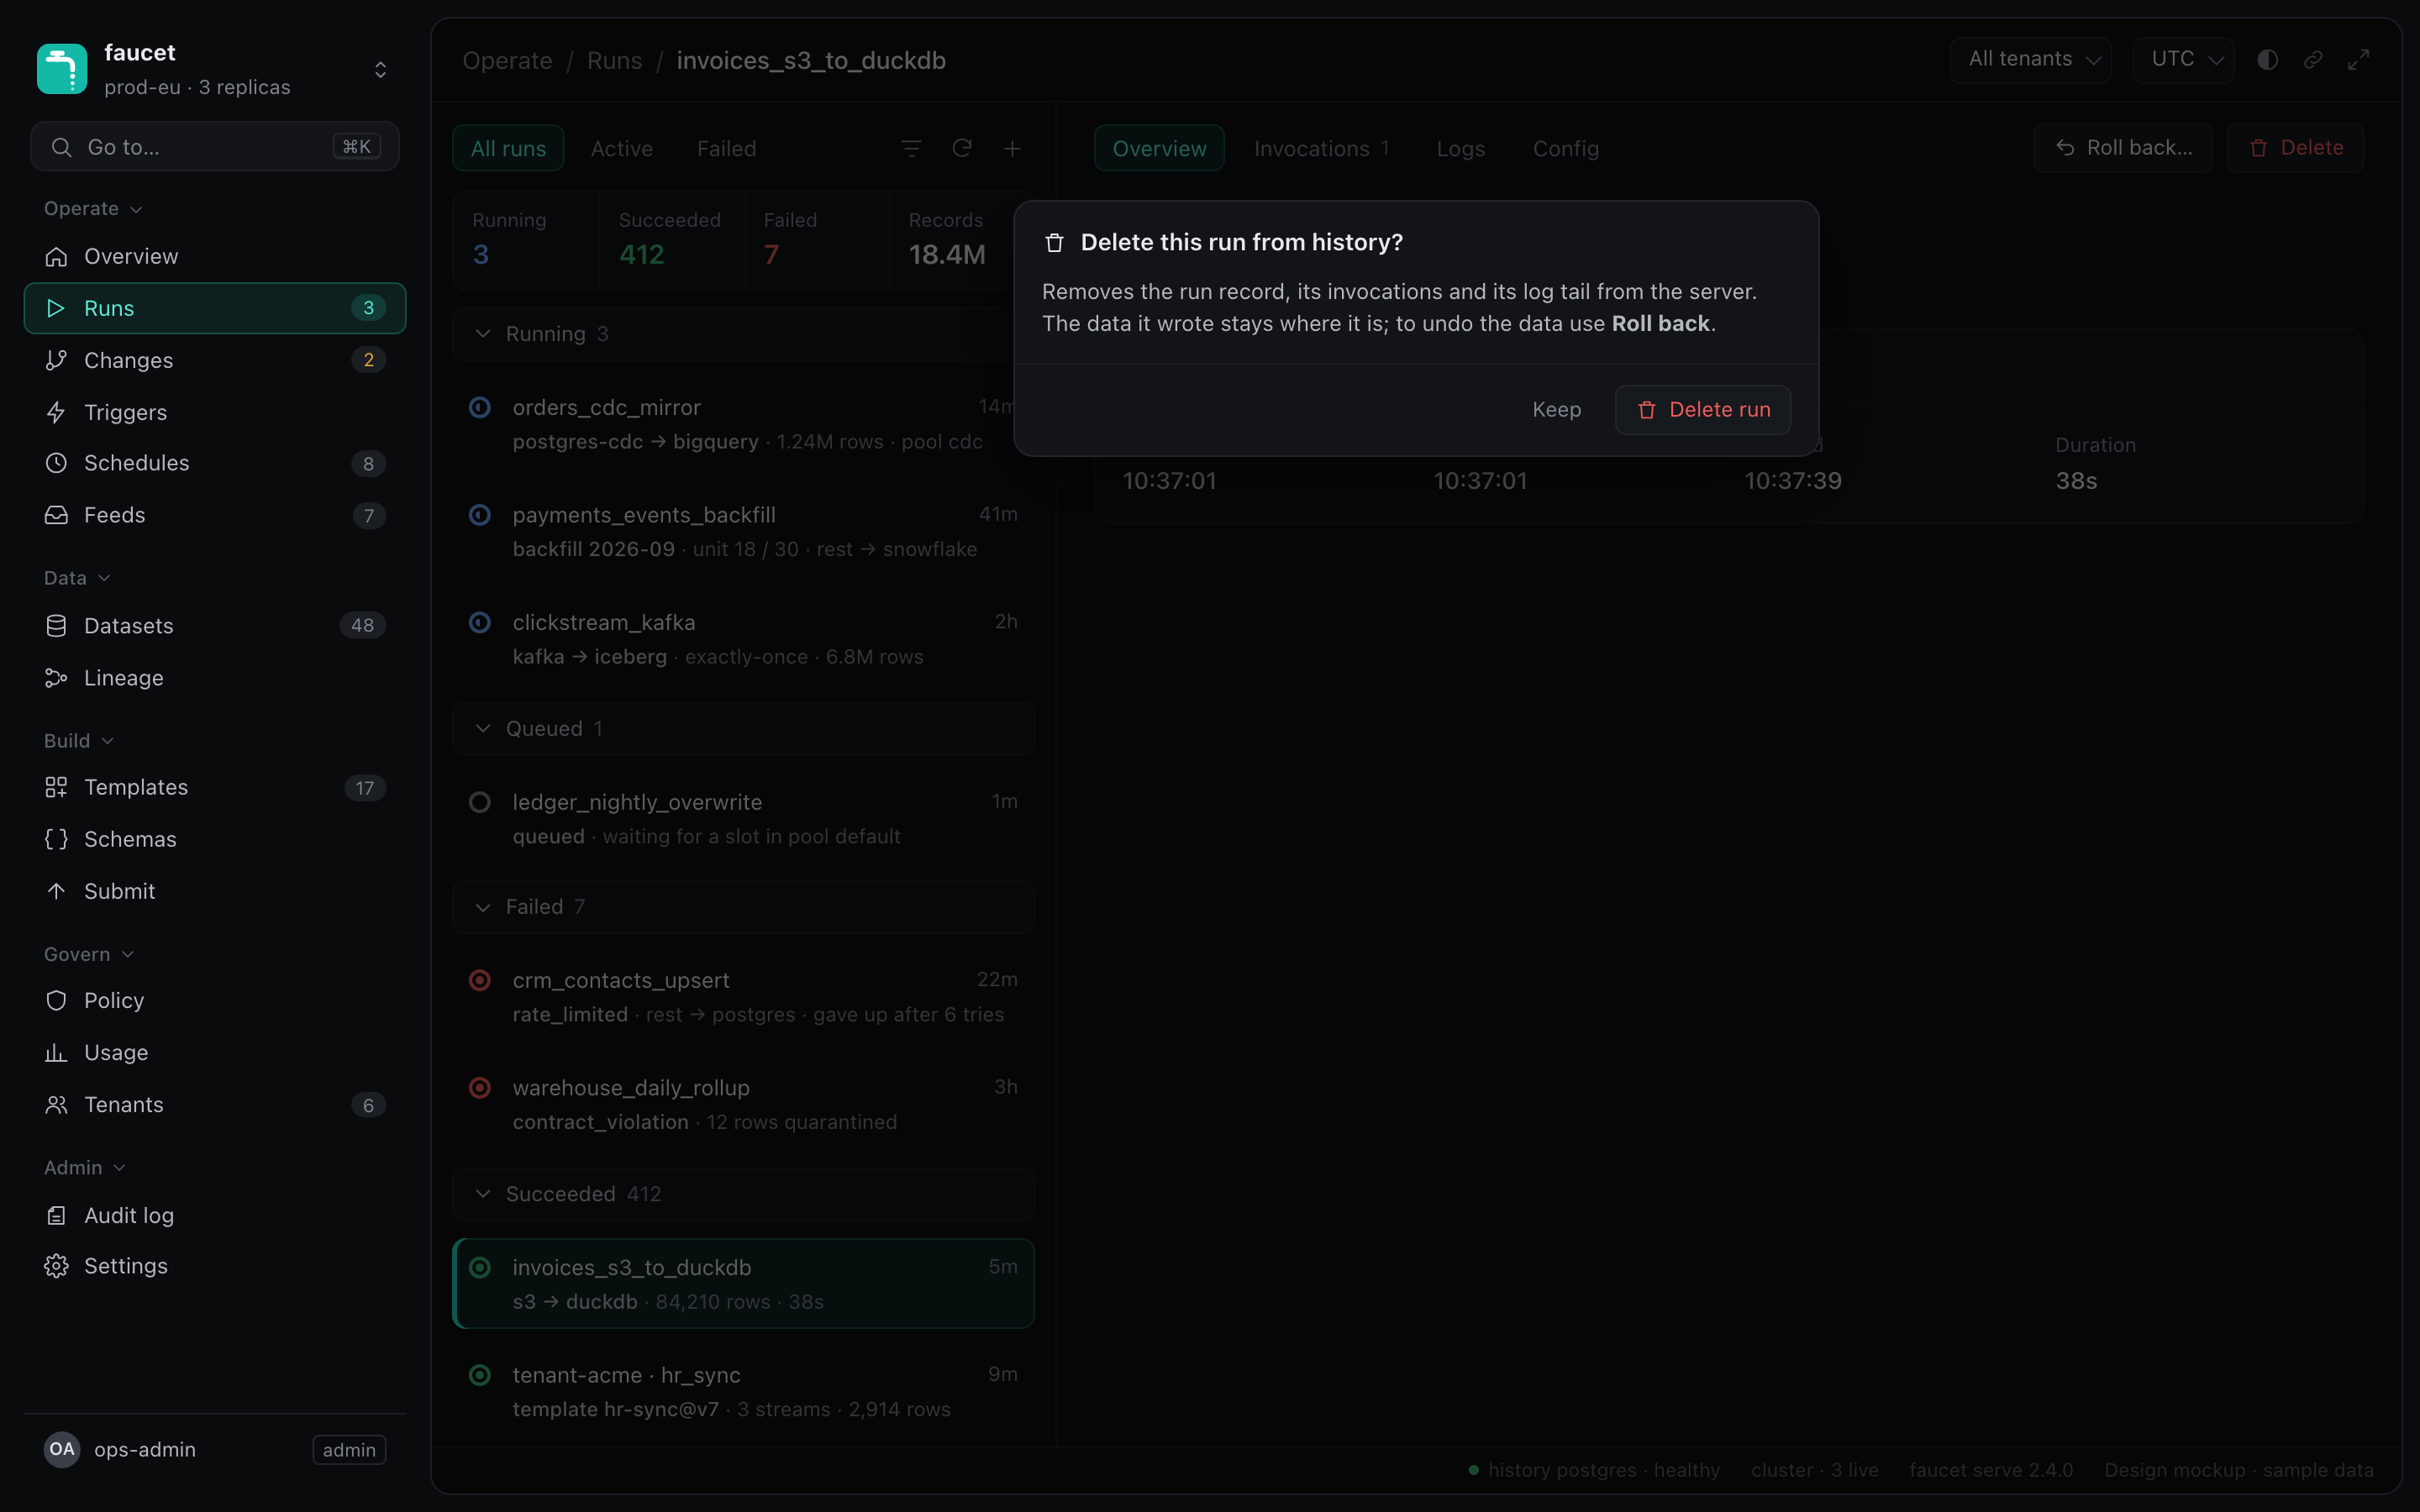 faucet
prod-eu · 3 replicas
Go to...
⌘K
Operate
Overview
Runs 3
Changes 2
Triggers
Schedules 8
Feeds 7
Data
Datasets 48
Lineage
Build
Templates 17
Schemas
Submit
Govern
Policy
Usage
Tenants 6
Admin
Audit log
Settings
OA ops-admin admin
Operate / Runs / invoices_s3_to_duckdb
All tenants
UTC
All runs Active Failed
Running Succeeded Failed Records
3 412 7 18.4M
Running 3
orders_cdc_mirror
postgres-cdc → bigquery · 1.24M rows · pool cdc
payments_events_backfill 41m
backfill 2026-09 · unit 18 / 30 · rest → snowflake
clickstream_kafka 2h
kafka → iceberg · exactly-once · 6.8M rows
Queued 1
ledger_nightly_overwrite 1m
queued · waiting for a slot in pool default
Failed 7
crm_contacts_upsert 22m
rate_limited · rest → postgres · gave up after 6 tries
warehouse_daily_rollup 3h
contract_violation · 12 rows quarantined
Succeeded 412
invoices_s3_to_duckdb 5m
s3 → duckdb · 84,210 rows · 38s
tenant-acme · hr_sync 9m
template hr-sync@v7 · 3 streams · 2,914 rows
Overview Invocations 1 Logs Config
Roll back... Delete
Delete this run from history?
Removes the run record, its invocations and its log tail from the server.
The data it wrote stays where it is; to undo the data use Roll back.
Keep Delete run
Duration
10:37:01 10:37:01 10:37:39 38s
history postgres · healthy cluster · 3 live faucet serve 2.4.0 Design mockup · sample data